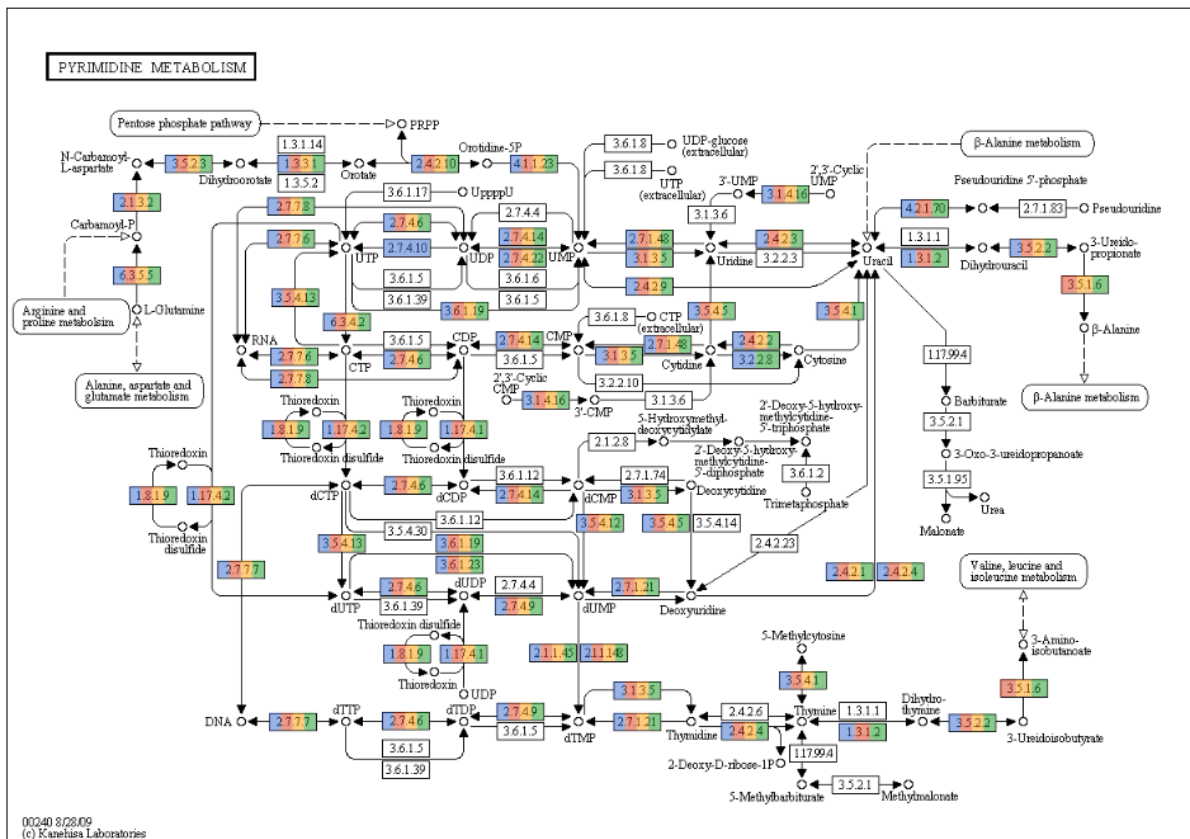 PYRIMIDINE METABOLISM
Pentose phosphate pathway
PRPP
N-Carbamoyl-
L-aspartate
3.5.2.3
Dihydroorotate
1.3.1.14
1.3.3.1
1.3.5.2
Orotate
2.4.2.10
Orotidine-5P
4.1.1.23
3.6.1.8
UDP-glucose
(extracellular)
3.6.1.8
UTP
(extracellular)
β-Alanine metabolism
2.1.3.2
Carbamoyl-P
6.3.5.5
Arginine and
proline metabolsim
L-Glutamine
Alanine, aspartate and
glutamate metabolism
3.6.1.17
UppppU
2.7.7.8
2.7.4.6
2.7.4.4
3'-UMP
3.1.4.16
2',3'-Cyclic
UMP
3.1.3.6
Pseudouridine 5'-phosphate
4.2.1.70
2.7.1.83
Pseudouridine
2.7.7.6
UTP
2.7.4.10
UDP
2.7.4.14
2.7.4.22
UMP
2.7.1.48
3.1.3.5
Uridine
2.4.2.3
3.2.2.3
Uracil
1.3.1.1
1.3.1.2
Dihydrouracil
3.5.2.2
3-Ureido-
propionate
3.6.1.5
3.6.1.39
3.6.1.6
3.6.1.5
2.4.2.9
3.5.1.6
β-Alanine
β-Alanine metabolism
3.5.4.13
6.3.4.2
3.6.1.19
3.6.1.8
CTP
(extracellular)
3.5.4.5
3.5.4.1
RNA
2.7.7.6
2.7.7.8
CTP
3.6.1.5
2.7.4.6
CDP
2.7.4.14
3.6.1.5
CMP
3.1.3.5
2.7.1.48
Cytidine
2.4.2.2
3.2.2.8
Cytosine
3.2.2.10
2',3'-Cyclic
CMP
3.1.4.16
3'-CMP
3.1.3.6
1.17.99.4
Barbiturate
3.5.2.1
3-Oxo-3-ureidopropanoate
3.5.1.95
Urea
Malonate
Thioredoxin
1.8.1.9
1.17.4.2
Thioredoxin disulfide
Thioredoxin
1.8.1.9
1.17.4.1
Thioredoxin disulfide
5-Hydroxymethyl-
deoxycytidylate
2.1.2.8
2'-Deoxy-5-hydroxy-
methylcytidine-
5'-triphosphate
2'-Deoxy-5-hydroxy-
methylcytidine-
5'-diphosphate
3.6.1.2
Trimetaphosphate
Thioredoxin
1.8.1.9
1.17.4.2
Thioredoxin
disulfide
dCTP
2.7.4.6
dCDP
3.6.1.12
2.7.4.14
dCMP
2.7.1.74
3.1.3.5
Deoxycytidine
3.6.1.12
3.5.4.30
3.5.4.12
3.5.4.5
3.5.4.14
2.4.2.23
2.7.7.7
3.5.4.13
3.6.1.19
3.6.1.23
2.4.2.1
2.4.2.4
Valine, leucine and
isoleucine metabolism
dUTP
2.7.4.6
3.6.1.39
dUDP
2.7.4.4
2.7.4.9
dUMP
2.7.1.21
Deoxyuridine
Thioredoxin disulfide
1.8.1.9
1.17.4.1
Thioredoxin
UDP
2.1.1.45
2.1.1.148
5-Methylcytosine
3.5.4.1
3-Amino-
isobutanoate
3.5.1.6
DNA
2.7.7.7
dTTP
2.7.4.6
dTDP
2.7.4.9
3.6.1.5
dTMP
3.1.3.5
2.7.1.21
Thymidine
2.4.2.6
2.4.2.4
Thymine
1.3.1.1
1.3.1.2
Dihydro-
thymine
3.5.2.2
3-Ureidoisobutyrate
3.6.1.5
3.6.1.39
2-Deoxy-D-ribose-1P
1.17.99.4
5-Methylbarbiturate
3.5.2.1
Methylmalonate
00240 8/28/09
(c) Kanehisa Laboratories